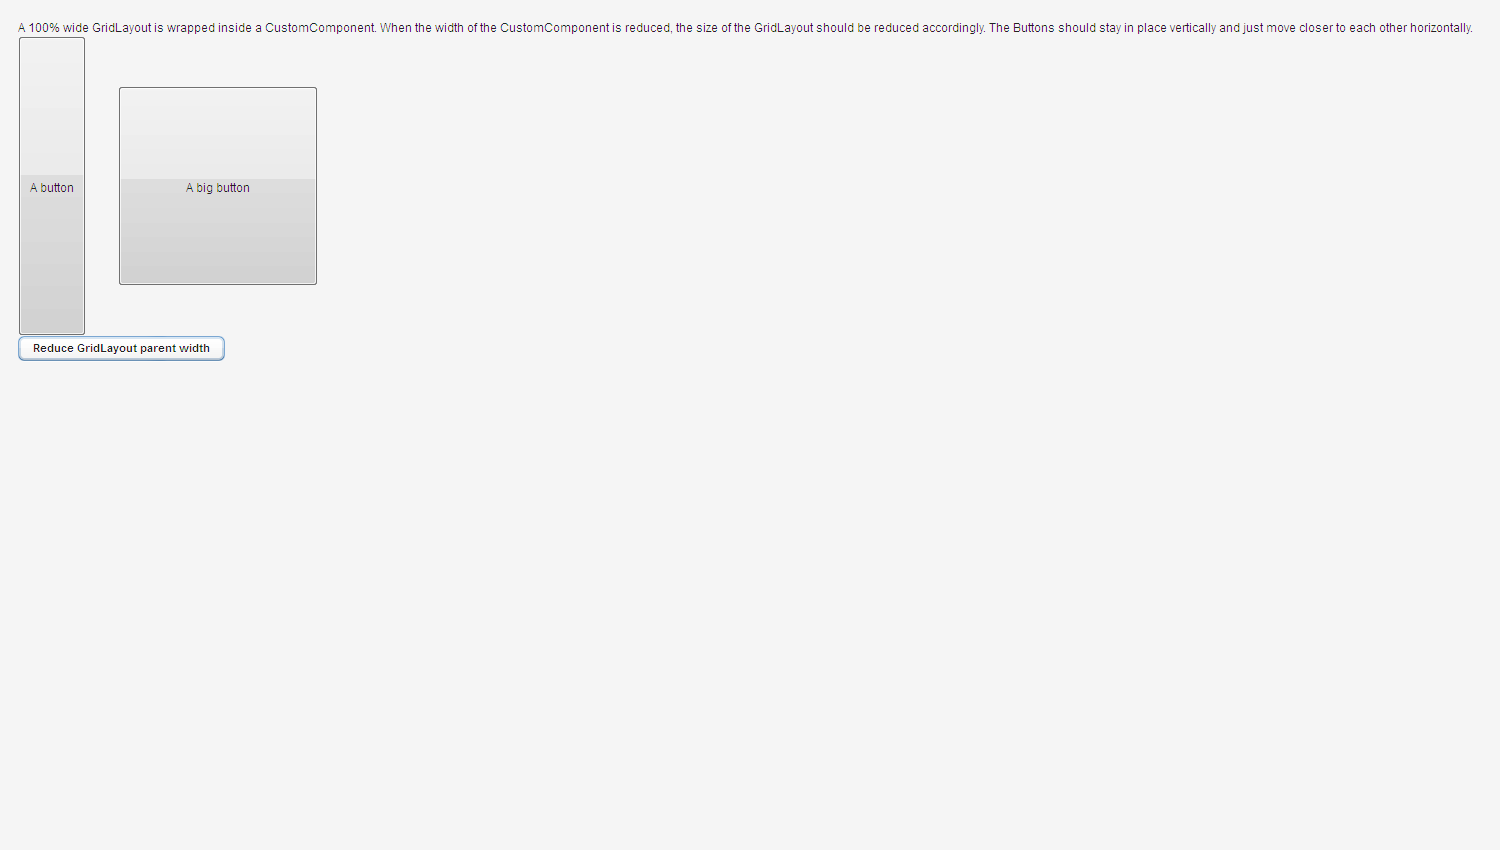 A 100% wide GridLayout is wrapped inside a CustomComponent. When the width of the CustomComponent is reduced, the size of the GridLayout should be reduced accordingly. The Buttons should stay in place vertically and just move closer to each other horizontally.
A button
A big button
Reduce GridLayout parent width